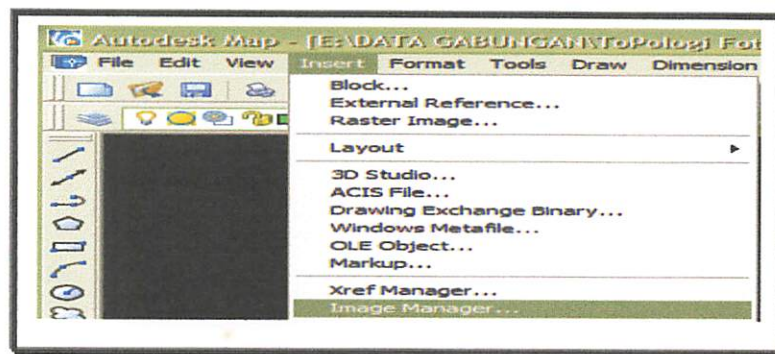 Autodesk Map - [E:\DATA GABUNGAN\ToPologi Fot
File Edit View Insert Format Tools Draw Dimension
Block...
External Reference...
Raster Image...
Layout
3D Studio...
ACIS File...
Drawing Exchange Binary...
Windows Metafile...
OLE Object...
Markup...
Xref Manager...
Image Manager...